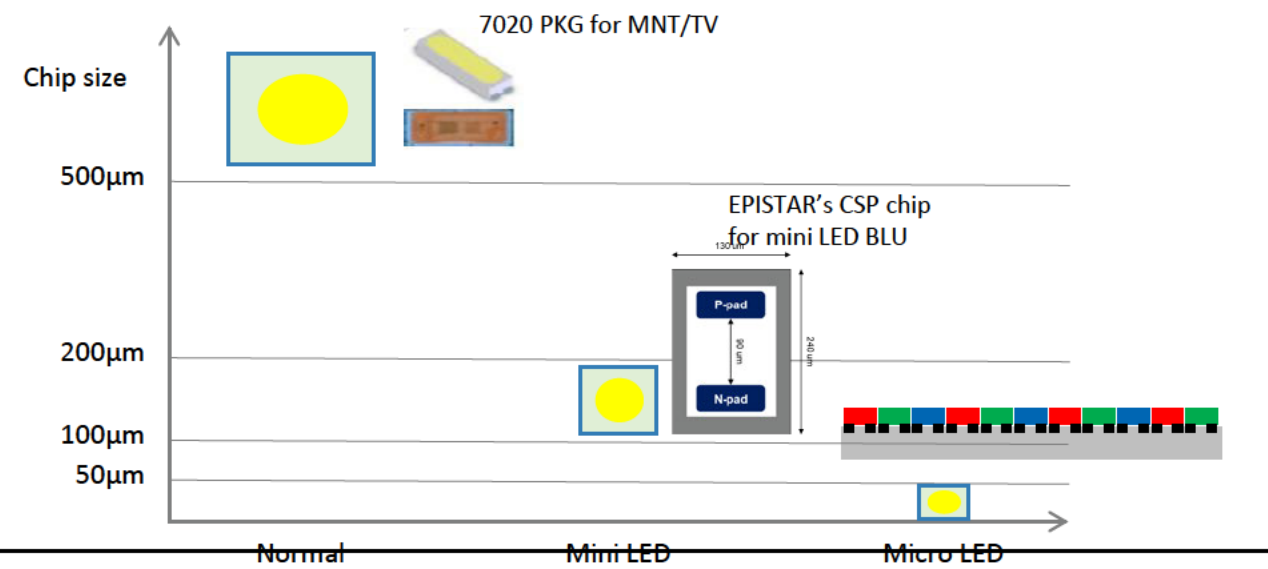 7020 PKG for MNT/TV
Chip size
500µm
EPISTAR's CSP chip
for mini LED BLU
130 um
P-pad
90 um
240 um
N-pad
200µm
100µm
50µm
Normal
Mini LED
Micro LED